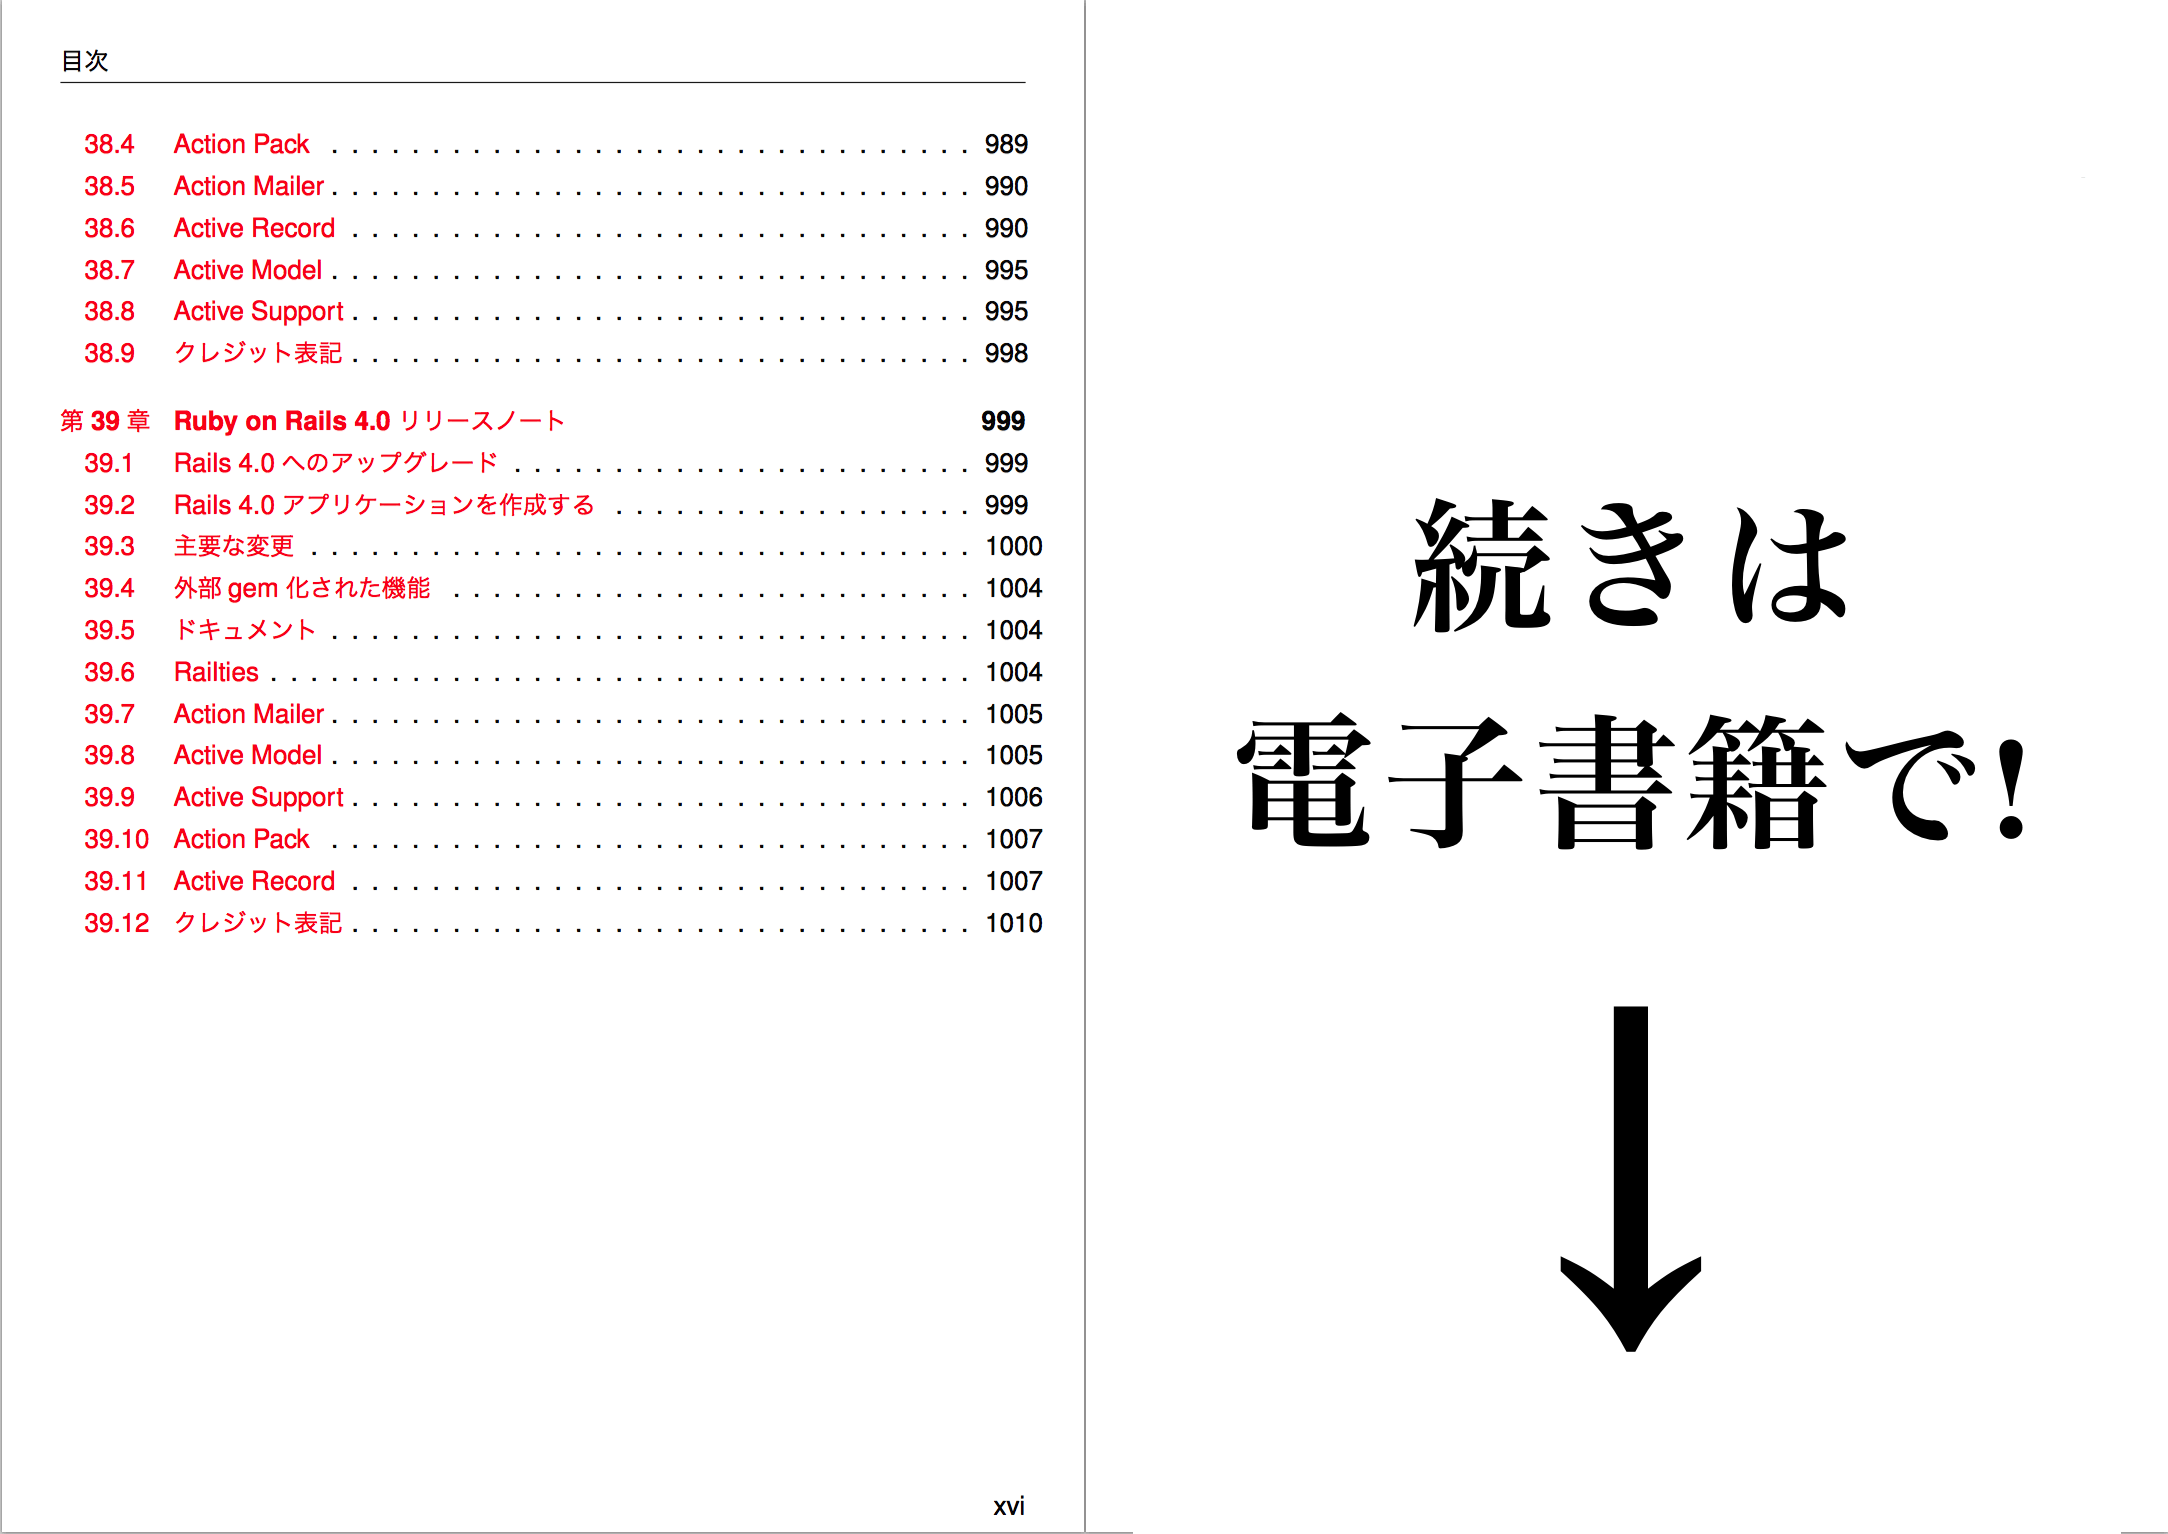 目次
38.4 Action Pack . . . . . . . . . . . . . . . . . . . . . . . . . . . . . . . . 989
38.5 Action Mailer . . . . . . . . . . . . . . . . . . . . . . . . . . . . . . . . 990
38.6 Active Record . . . . . . . . . . . . . . . . . . . . . . . . . . . . . . . 990
38.7 Active Model . . . . . . . . . . . . . . . . . . . . . . . . . . . . . . . . 995
38.8 Active Support . . . . . . . . . . . . . . . . . . . . . . . . . . . . . . . 995
38.9 クレジット表記 . . . . . . . . . . . . . . . . . . . . . . . . . . . . . . . 998
第 39 章 Ruby on Rails 4.0 リリースノート 999
39.1 Rails 4.0 へのアップグレード . . . . . . . . . . . . . . . . . . . . . . . 999
39.2 Rails 4.0 アプリケーションを作成する . . . . . . . . . . . . . . . . . . 999
39.3 主要な変更 . . . . . . . . . . . . . . . . . . . . . . . . . . . . . . . . . 1000
39.4 外部 gem 化された機能 . . . . . . . . . . . . . . . . . . . . . . . . . . 1004
39.5 ドキュメント . . . . . . . . . . . . . . . . . . . . . . . . . . . . . . . . 1004
39.6 Railties . . . . . . . . . . . . . . . . . . . . . . . . . . . . . . . . . . . 1004
39.7 Action Mailer . . . . . . . . . . . . . . . . . . . . . . . . . . . . . . . . 1005
39.8 Active Model . . . . . . . . . . . . . . . . . . . . . . . . . . . . . . . . 1005
39.9 Active Support . . . . . . . . . . . . . . . . . . . . . . . . . . . . . . . 1006
39.10 Action Pack . . . . . . . . . . . . . . . . . . . . . . . . . . . . . . . . 1007
39.11 Active Record . . . . . . . . . . . . . . . . . . . . . . . . . . . . . . . 1007
39.12 クレジット表記 . . . . . . . . . . . . . . . . . . . . . . . . . . . . . . . 1010
xvi
続きは
電子書籍で!
↓